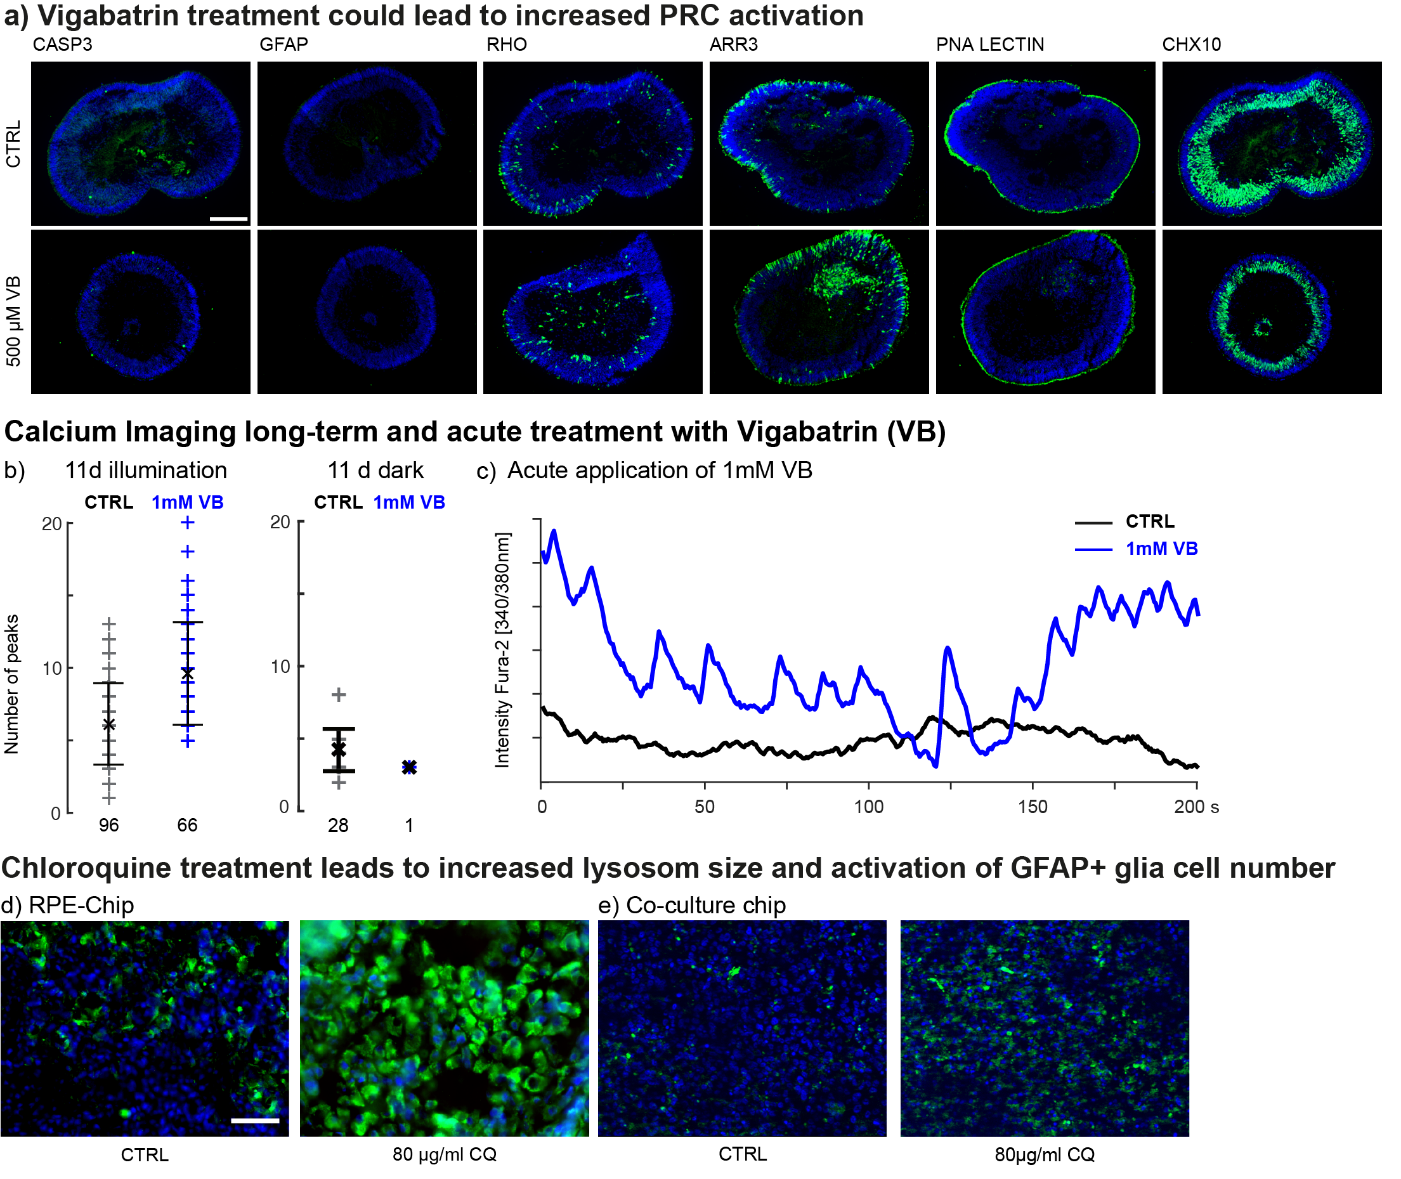 a) Vigabatrin treatment could lead to increased PRC activation
CASP3 GFAP RHO ARR3 PNA LECTIN CHX10
CTRL
500 µM VB
Calcium Imaging long-term and acute treatment with Vigabatrin (VB)
b) 11d illumination 11 d dark c) Acute application of 1mM VB
CTRL 1mM VB CTRL 1mM VB
Number of peaks
20
10
0
96 66
20
10
0
28 1
Intensity Fura-2 [340/380nm]
CTRL
1mM VB
0 50 100 150 200 s
Chloroquine treatment leads to increased lysosom size and activation of GFAP+ glia cell number
d) RPE-Chip e) Co-culture chip
CTRL 80 µg/ml CQ CTRL 80µg/ml CQ